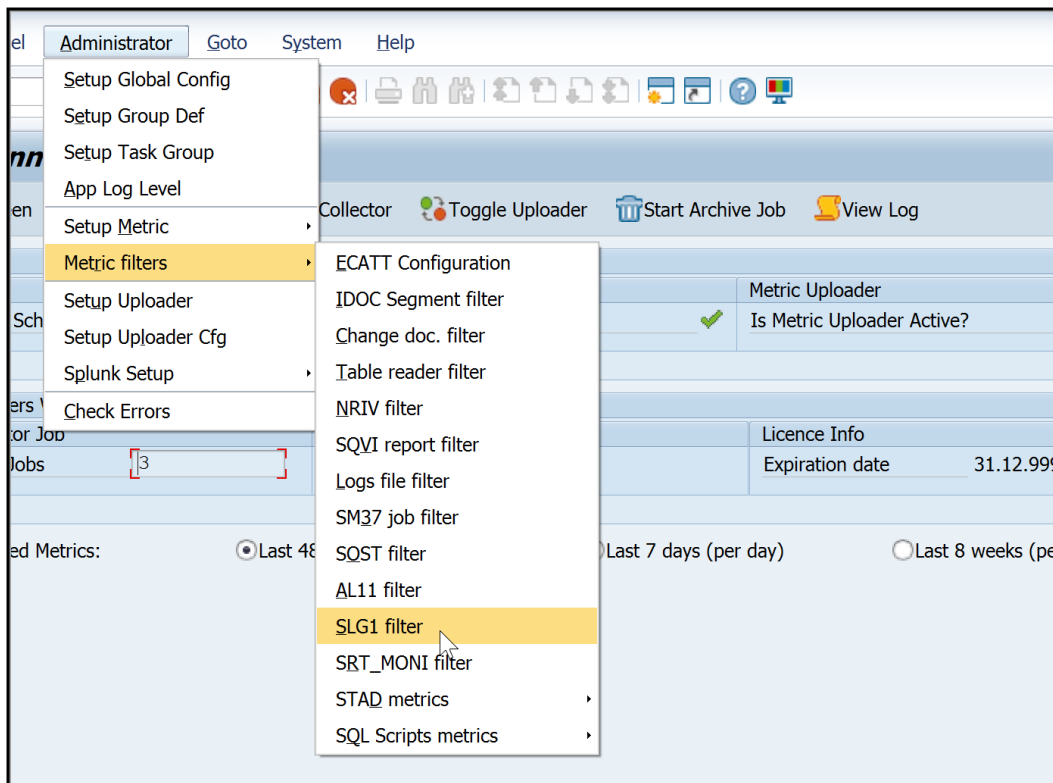 el Administrator Goto System Help
Setup Global Config
Setup Group Def
Setup Task Group
nn
App Log Level
en Collector Toggle Uploader Start Archive Job View Log
Setup Metric
Metric filters
ECATT Configuration
Setup Uploader
IDOC Segment filter
Metric Uploader
Sch
Is Metric Uploader Active?
Setup Uploader Cfg
Change doc. filter
Splunk Setup
Table reader filter
Check Errors
ers
NRIV filter
tor Job
Licence Info
SQVI report filter
Jobs 3
Expiration date 31.12.999
Logs file filter
SM37 job filter
ed Metrics: Last 48 Last 7 days (per day) Last 8 weeks (pe
SOST filter
AL11 filter
SLG1 filter
SRT_MONI filter
STAD metrics
SQL Scripts metrics